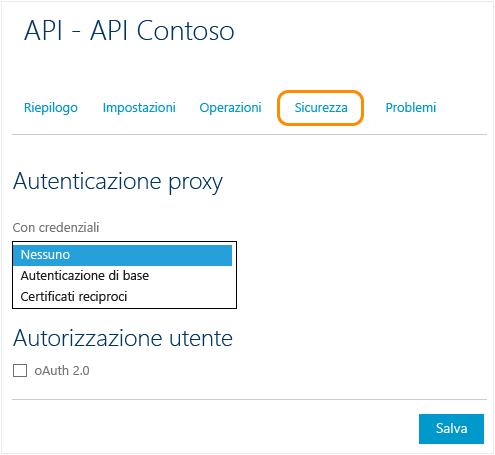 API - API Contoso
Riepilogo Impostazioni Operazioni Sicurezza Problemi
Autenticazione proxy
Con credenziali
Nessuno
Autenticazione di base
Certificati reciproci
Autorizzazione utente
oAuth 2.0
Salva